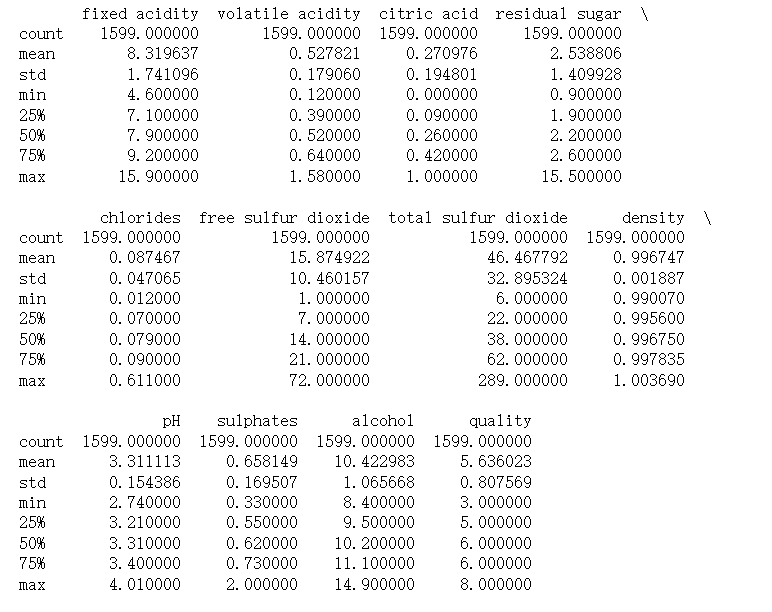 fixed acidity volatile acidity citric acid residual sugar \
count 1599.000000 1599.000000 1599.000000 1599.000000
mean 8.319637 0.527821 0.270976 2.538806
std 1.741096 0.179060 0.194801 1.409928
min 4.600000 0.120000 0.000000 0.900000
25% 7.100000 0.390000 0.090000 1.900000
50% 7.900000 0.520000 0.260000 2.200000
75% 9.200000 0.640000 0.420000 2.600000
max 15.900000 1.580000 1.000000 15.500000
chlorides free sulfur dioxide total sulfur dioxide density \
count 1599.000000 1599.000000 1599.000000 1599.000000
mean 0.087467 15.874922 46.467792 0.996747
std 0.047065 10.460157 32.895324 0.001887
min 0.012000 1.000000 6.000000 0.990070
25% 0.070000 7.000000 22.000000 0.995600
50% 0.079000 14.000000 38.000000 0.996750
75% 0.090000 21.000000 62.000000 0.997835
max 0.611000 72.000000 289.000000 1.003690
pH sulphates alcohol quality
count 1599.000000 1599.000000 1599.000000 1599.000000
mean 3.311113 0.658149 10.422983 5.636023
std 0.154386 0.169507 1.065668 0.807569
min 2.740000 0.330000 8.400000 3.000000
25% 3.210000 0.550000 9.500000 5.000000
50% 3.310000 0.620000 10.200000 6.000000
75% 3.400000 0.730000 11.100000 6.000000
max 4.010000 2.000000 14.900000 8.000000